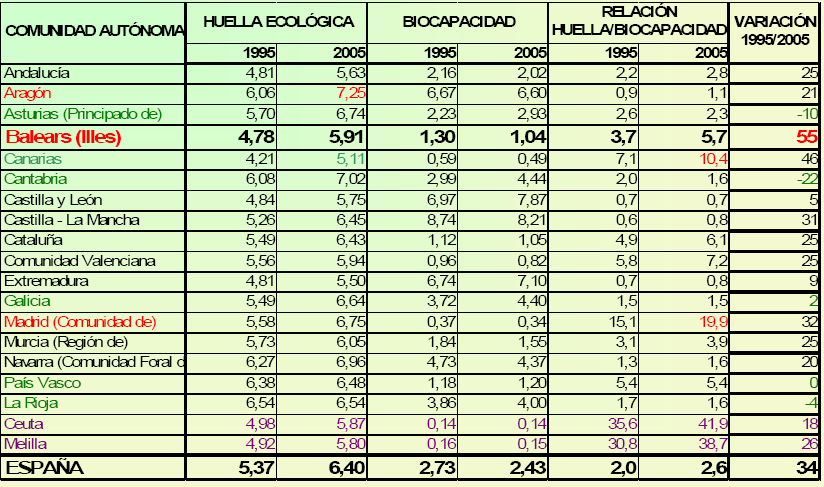 COMUNIDAD AUTÓNOMA HUELLA ECOLÓGICA BIOCAPACIDAD RELACIÓN HUELLA/BIOCAPACIDAD VARIACIÓN 1995/2005
1995 2005 1995 2005 1995 2005
Andalucía 4,81 5,63 2,16 2,02 2,2 2,8 25
Aragón 6,06 7,25 6,67 6,60 0,9 1,1 21
Asturias (Principado de) 5,70 6,74 2,23 2,93 2,6 2,3 -10
Balears (Illes) 4,78 5,91 1,30 1,04 3,7 5,7 55
Canarias 4,21 5,11 0,59 0,49 7,1 10,4 46
Cantabria 6,08 7,02 2,99 4,44 2,0 1,6 -22
Castilla y León 4,84 5,75 6,97 7,87 0,7 0,7 5
Castilla - La Mancha 5,26 6,45 8,74 8,21 0,6 0,8 31
Cataluña 5,49 6,43 1,12 1,05 4,9 6,1 25
Comunidad Valenciana 5,56 5,94 0,96 0,82 5,8 7,2 25
Extremadura 4,81 5,50 6,74 7,10 0,7 0,8 9
Galicia 5,49 6,64 3,72 4,40 1,5 1,5 2
Madrid (Comunidad de) 5,58 6,75 0,37 0,34 15,1 19,9 32
Murcia (Región de) 5,73 6,05 1,84 1,55 3,1 3,9 25
Navarra (Comunidad Foral d 6,27 6,96 4,73 4,37 1,3 1,6 20
País Vasco 6,38 6,48 1,18 1,20 5,4 5,4 0
La Rioja 6,54 6,54 3,86 4,00 1,7 1,6 -4
Ceuta 4,98 5,87 0,14 0,14 35,6 41,9 18
Melilla 4,92 5,80 0,16 0,15 30,8 38,7 26
ESPAÑA 5,37 6,40 2,73 2,43 2,0 2,6 34